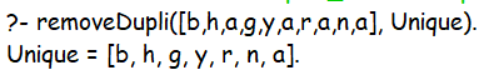 ?- removeDupli([b,h,a,g,y,a,r,a,n,a], Unique).
Unique = [b, h, g, y, r, n, a].